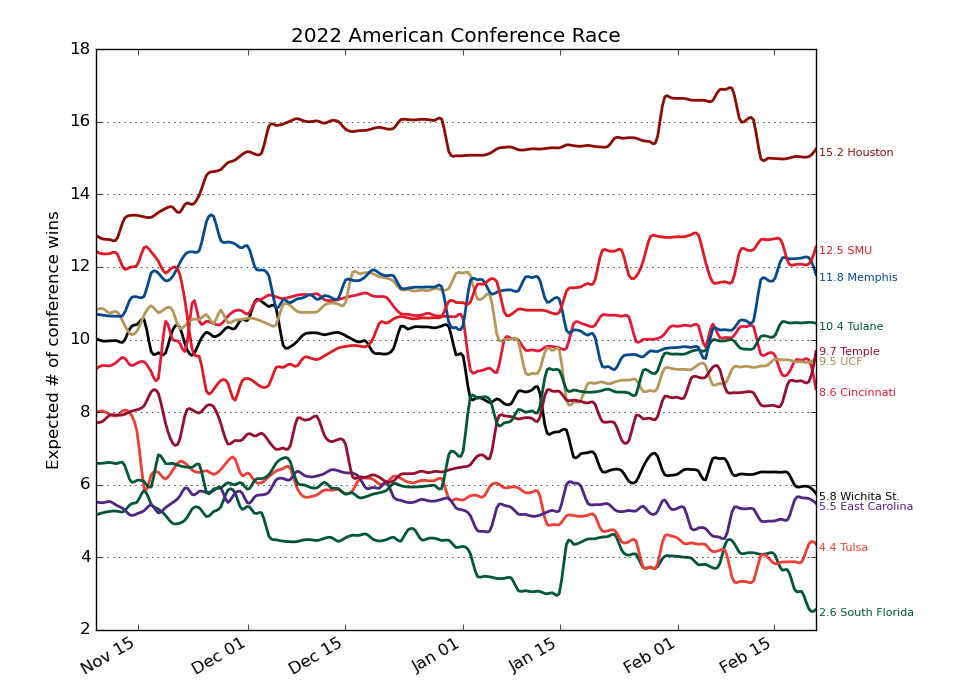 2022 American Conference Race
Expected # of conference wins
18
16
14
12
10
8
6
4
2
15.2 Houston
12.5 SMU
11.8 Memphis
10.4 Tulane
9.7 Temple
9.5 UCF
8.6 Cincinnati
5.8 Wichita St.
5.5 East Carolina
4.4 Tulsa
2.6 South Florida
Nov 15
Dec 01
Dec 15
Jan 01
Jan 15
Feb 01
Feb 15